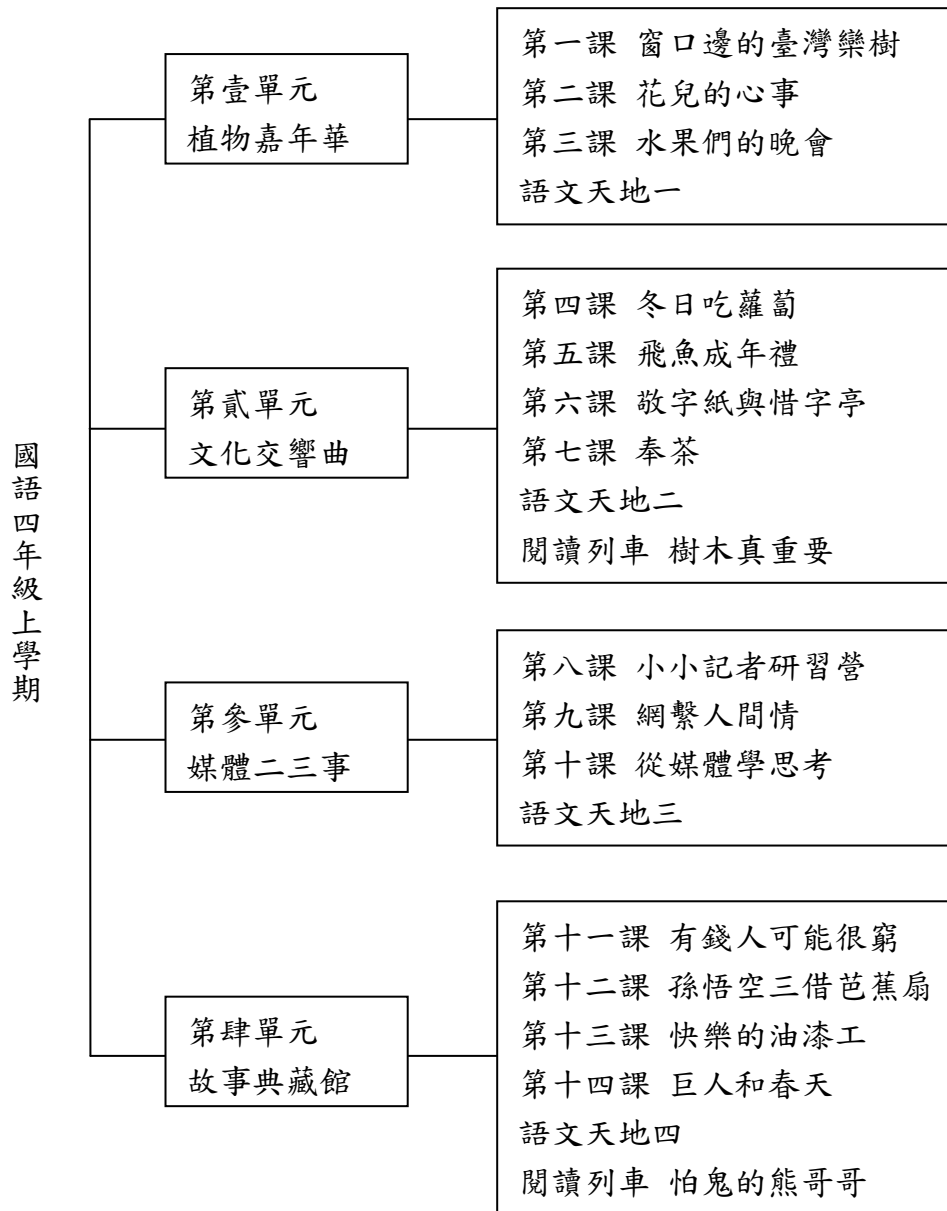 國語四年級上學期
第壹單元
植物嘉年華
第一課 窗口邊的臺灣欒樹
第二課 花兒的心事
第三課 水果們的晚會
語文天地一
第貳單元
文化交響曲
第四課 冬日吃蘿蔔
第五課 飛魚成年禮
第六課 敬字紙與惜字亭
第七課 奉茶
語文天地二
閱讀列車 樹木真重要
第參單元
媒體二三事
第八課 小小記者研習營
第九課 網繫人間情
第十課 從媒體學思考
語文天地三
第肆單元
故事典藏館
第十一課 有錢人可能很窮
第十二課 孫悟空三借芭蕉扇
第十三課 快樂的油漆工
第十四課 巨人和春天
語文天地四
閱讀列車 怕鬼的熊哥哥